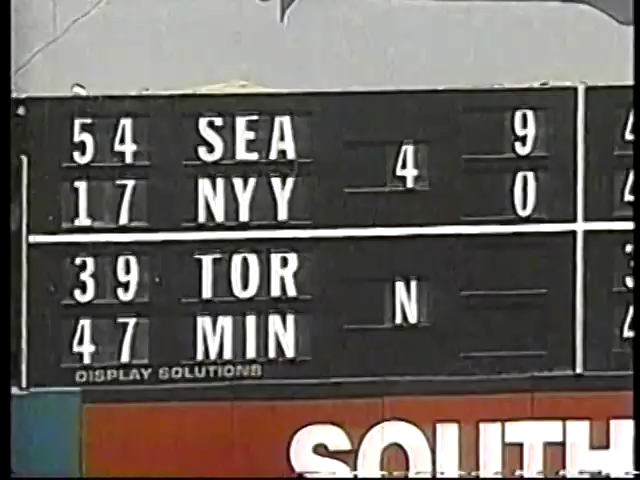 54 SEA 4 9
17 NYY 0
39 TOR N
47 MIN
DISPLAY SOLUTIONS
SOUTH